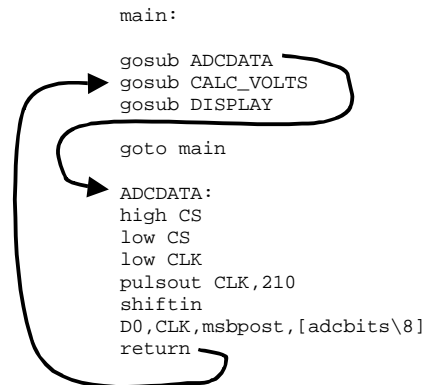 main:
gosub ADCDATA
gosub CALC_VOLTS
gosub DISPLAY
goto main
ADCDATA:
high CS
low CS
low CLK
pulsout CLK,210
shiftin
D0,CLK,msbpost,[adcbits\8]
return